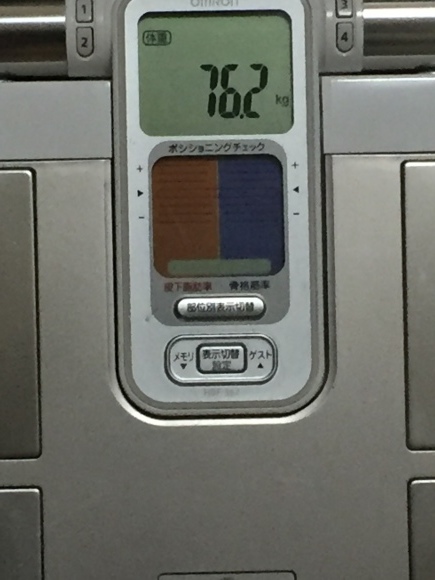 OMRON
1
2
3
4
体重
76.2 kg
ポジショニングチェック
+ +
− −
皮下脂肪率 骨格筋率
部位別表示切替
メモリ 表示切替 ゲスト
設定